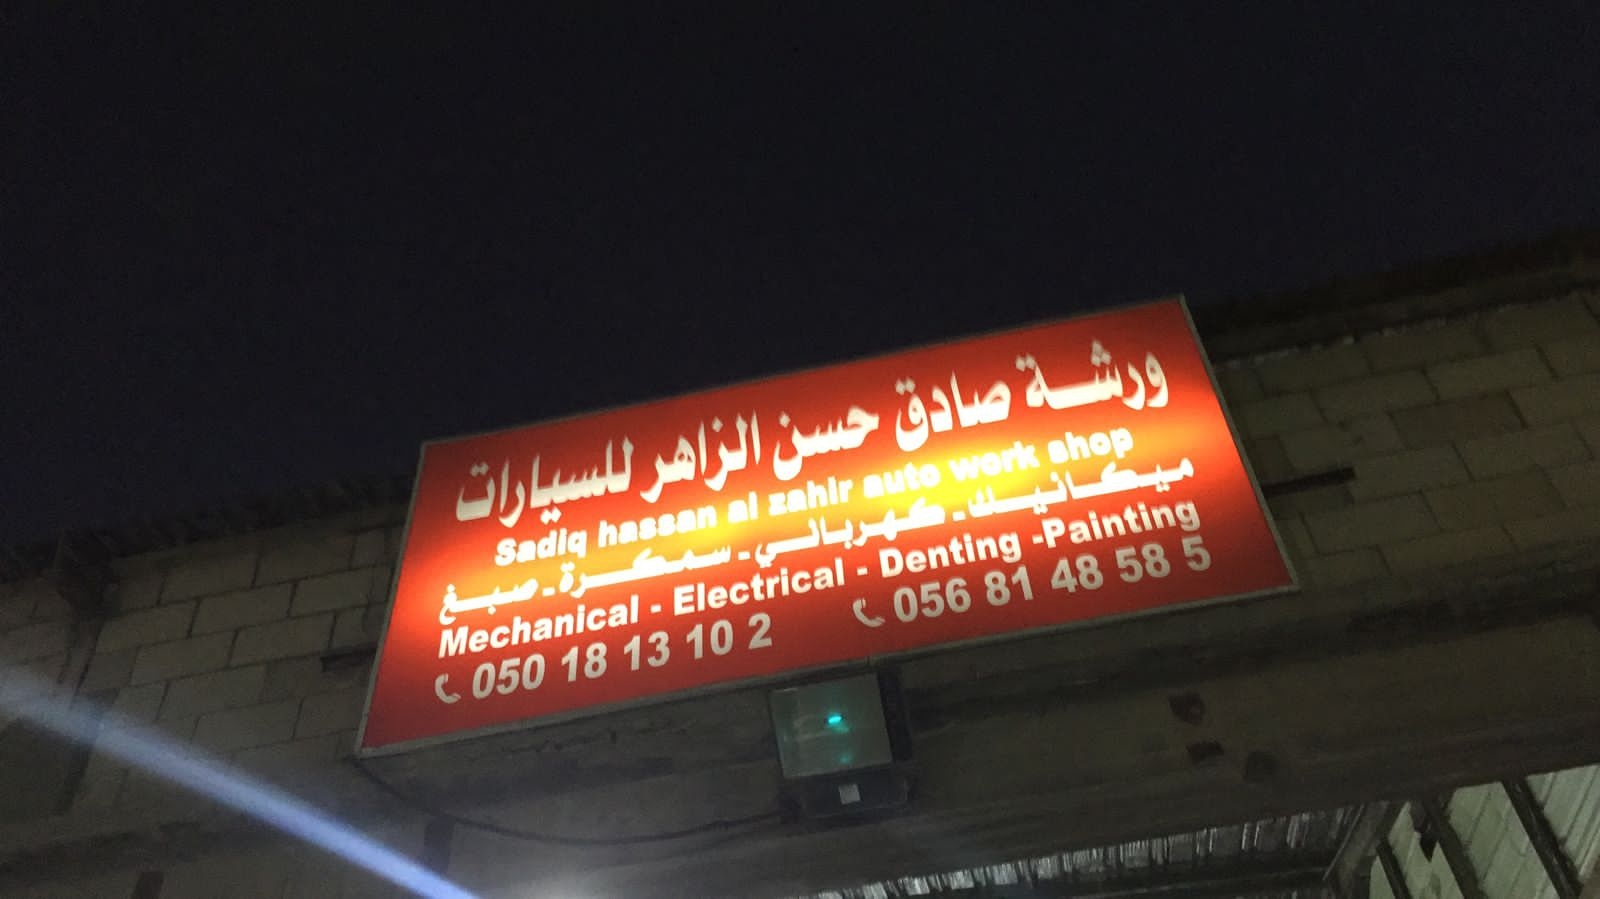 ورشة صادق حسن الزاهر للسيارات
Sadiq hassan al zahir auto work shop
ميكانيك - كهربائي - سمكرة - صبغ
Mechanical - Electrical - Denting -Painting
050 18 13 10 2 056 81 48 58 5